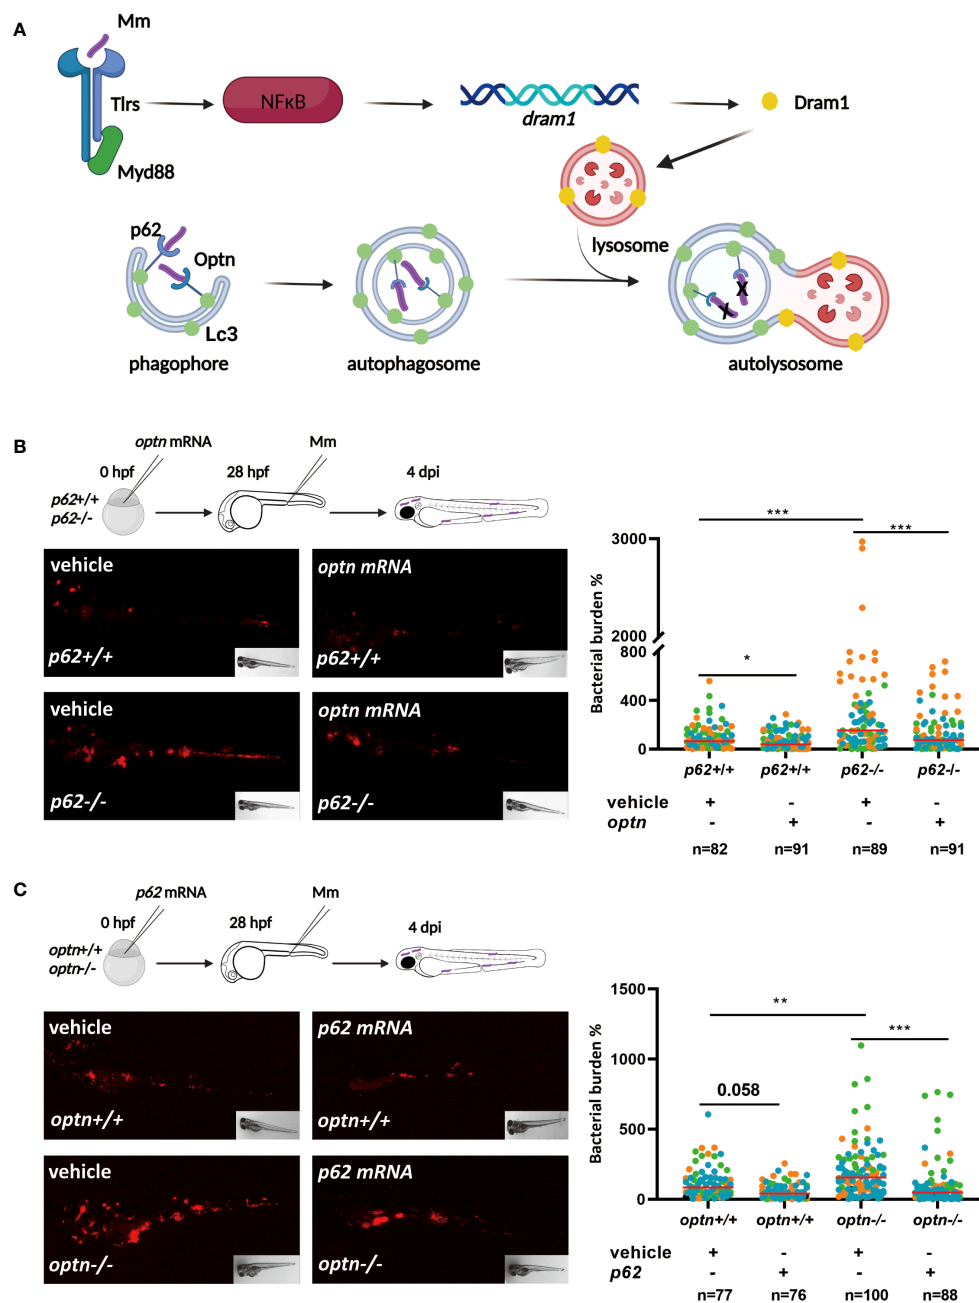 A
Mm
Tlrs
NFκB
dram1
Dram1
Myd88
p62
Optn
Lc3
lysosome
phagophore
autophagosome
autolysosome
B
optn mRNA
Mm
0 hpf
28 hpf
4 dpi
p62+/+
p62-/-
vehicle
p62+/+
optn mRNA
p62+/+
vehicle
p62-/-
optn mRNA
p62-/-
Bacterial burden %
3000
2000
800
400
0
***
***
*
p62+/+ p62+/+ p62-/- p62-/-
vehicle + - + -
optn - + - +
n=82 n=91 n=89 n=91
C
p62 mRNA
Mm
0 hpf
28 hpf
4 dpi
optn+/+
optn-/-
vehicle
optn+/+
p62 mRNA
optn+/+
vehicle
optn-/-
p62 mRNA
optn-/-
Bacterial burden %
1500
1000
500
0
**
***
0.058
optn+/+ optn+/+ optn-/- optn-/-
vehicle + - + -
p62 - + - +
n=77 n=76 n=100 n=88